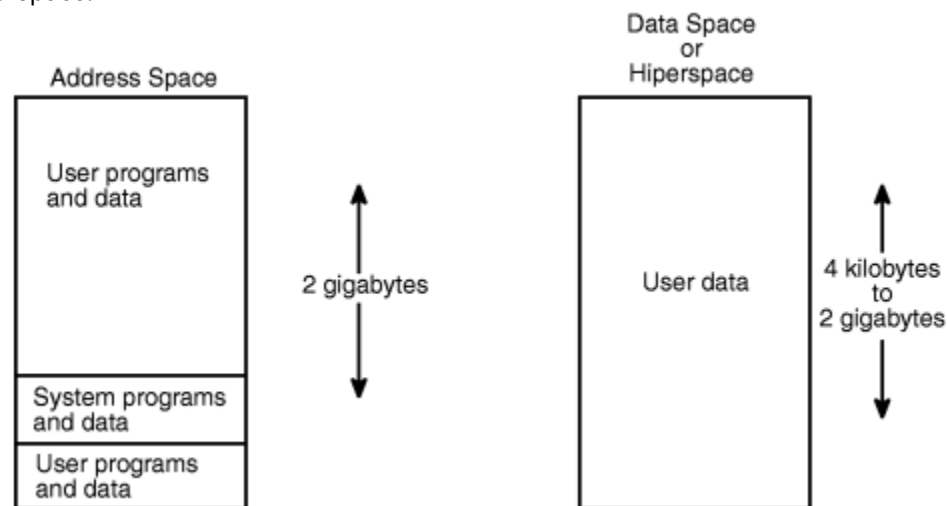 Address Space
User programs
and data
2 gigabytes
System programs
and data
User programs
and data
Data Space
or
Hiperspace
User data
4 kilobytes
to
2 gigabytes